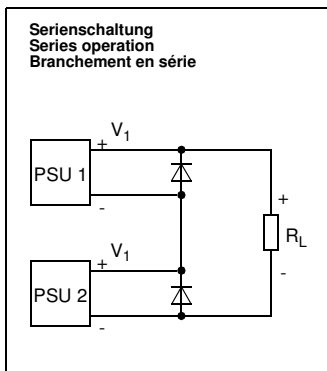 Serienschaltung
Series operation
Branchement en série
+ V1
PSU 1
-
+
RL
-
+ V1
PSU 2
-